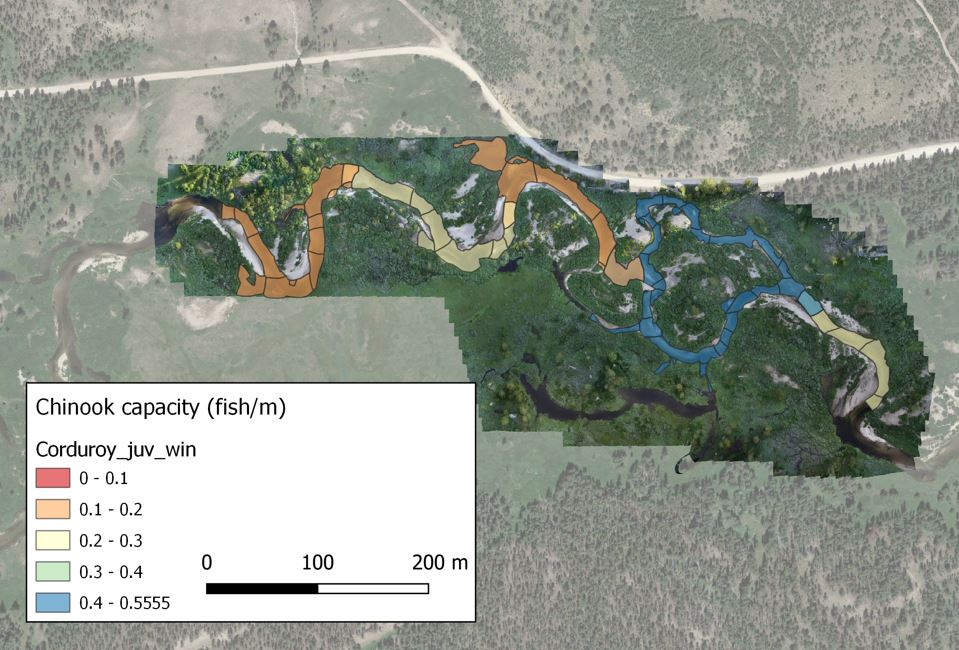 Chinook capacity (fish/m)
Corduroy_juv_win
0 - 0.1
0.1 - 0.2
0.2 - 0.3
0.3 - 0.4
0.4 - 0.5555
0 100 200 m